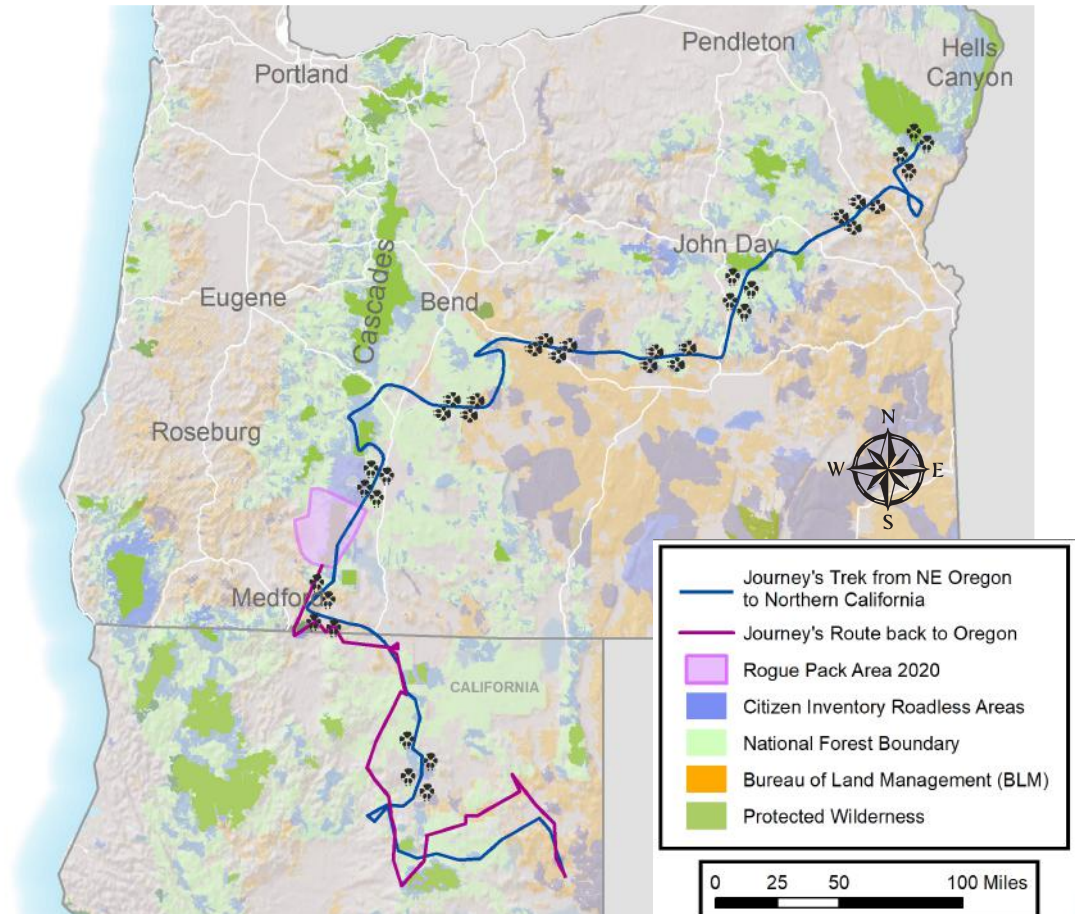 Pendleton
Hells
Canyon
Portland
John Day
Cascades
Eugene
Bend
Roseburg
N
W
E
S
Medford
CALIFORNIA
Journey's Trek from NE Oregon
to Northern California
Journey's Route back to Oregon
Rogue Pack Area 2020
Citizen Inventory Roadless Areas
National Forest Boundary
Bureau of Land Management (BLM)
Protected Wilderness
0 25 50 100 Miles